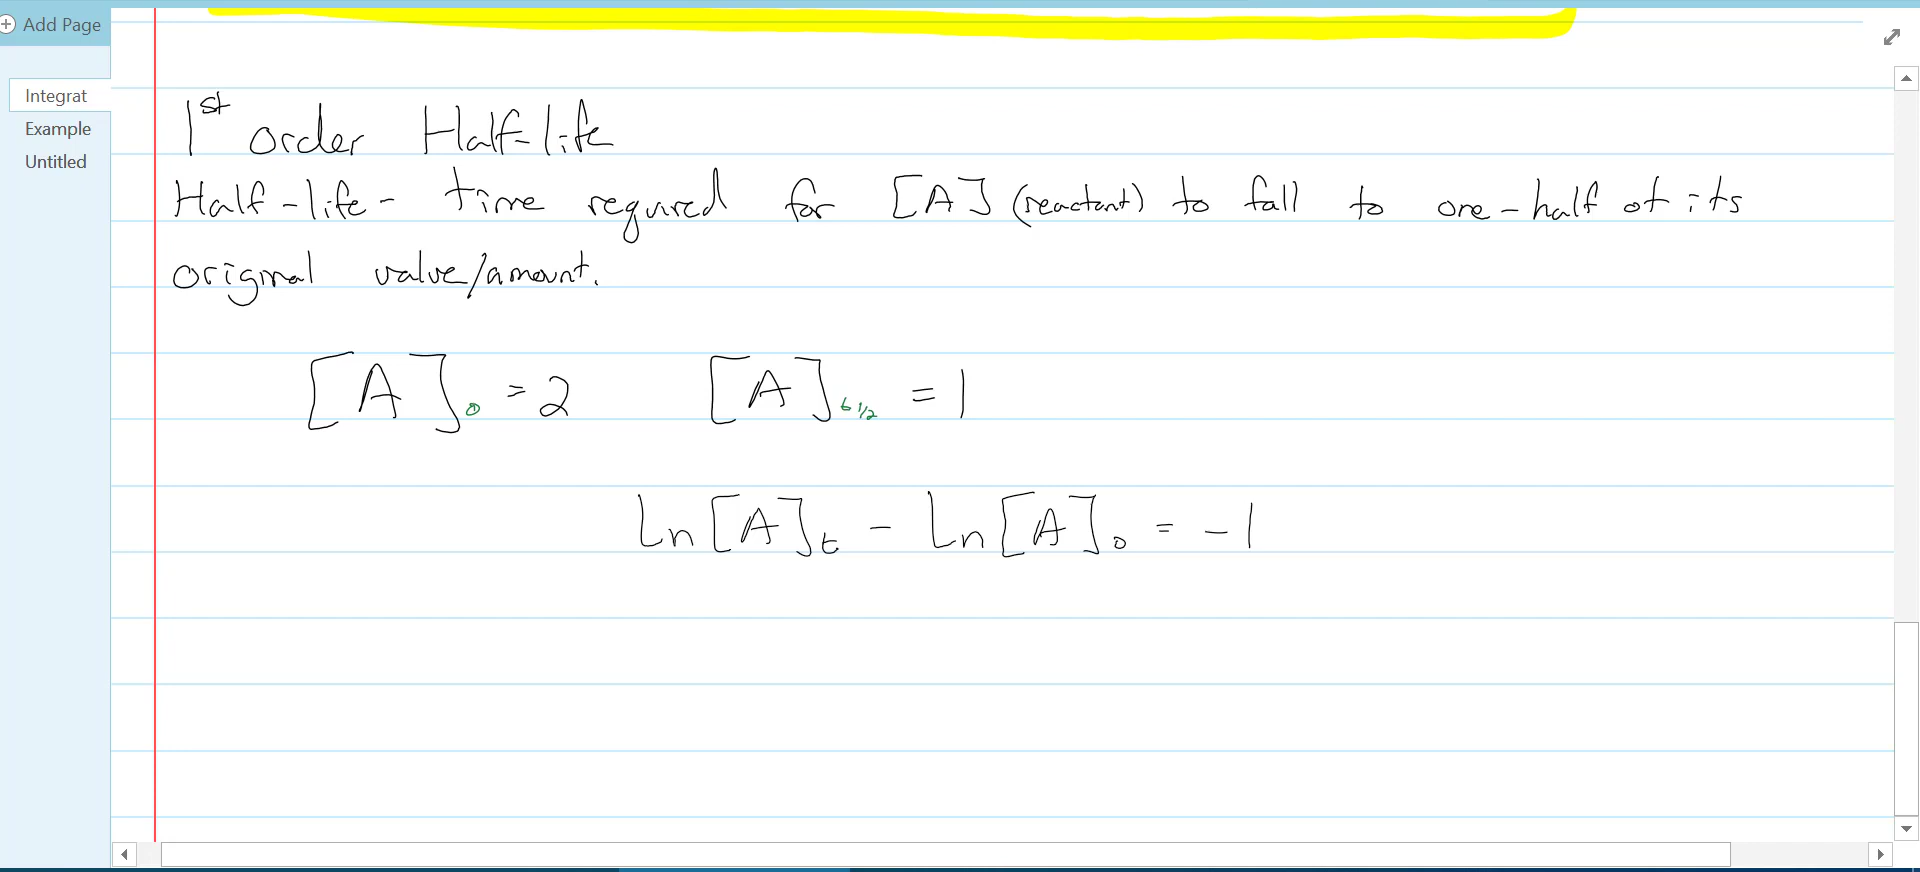 Add Page
Integrat
Example
Untitled
1st order Half-life
Half-life- time required for [A] (reactant) to fall to one-half of its
original value/amount.
[A]₀ = 2 [A]t 1/2 = 1
Ln[A]t - Ln[A]₀ = -1